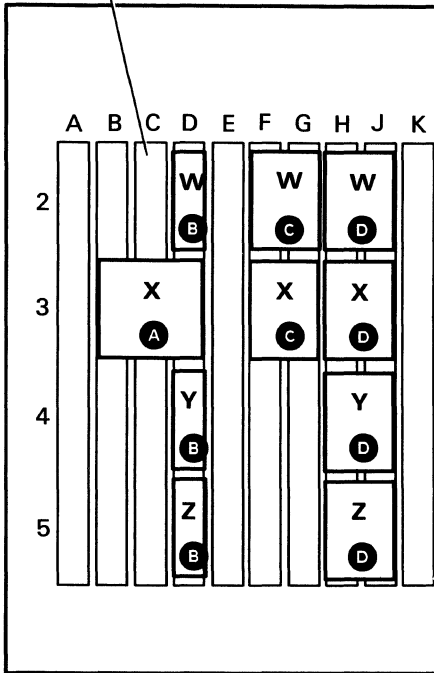 A B C D E F G H J K
2 W W W
B C D
3 X X X
A C D
4 Y Y
B D
5 Z Z
B D